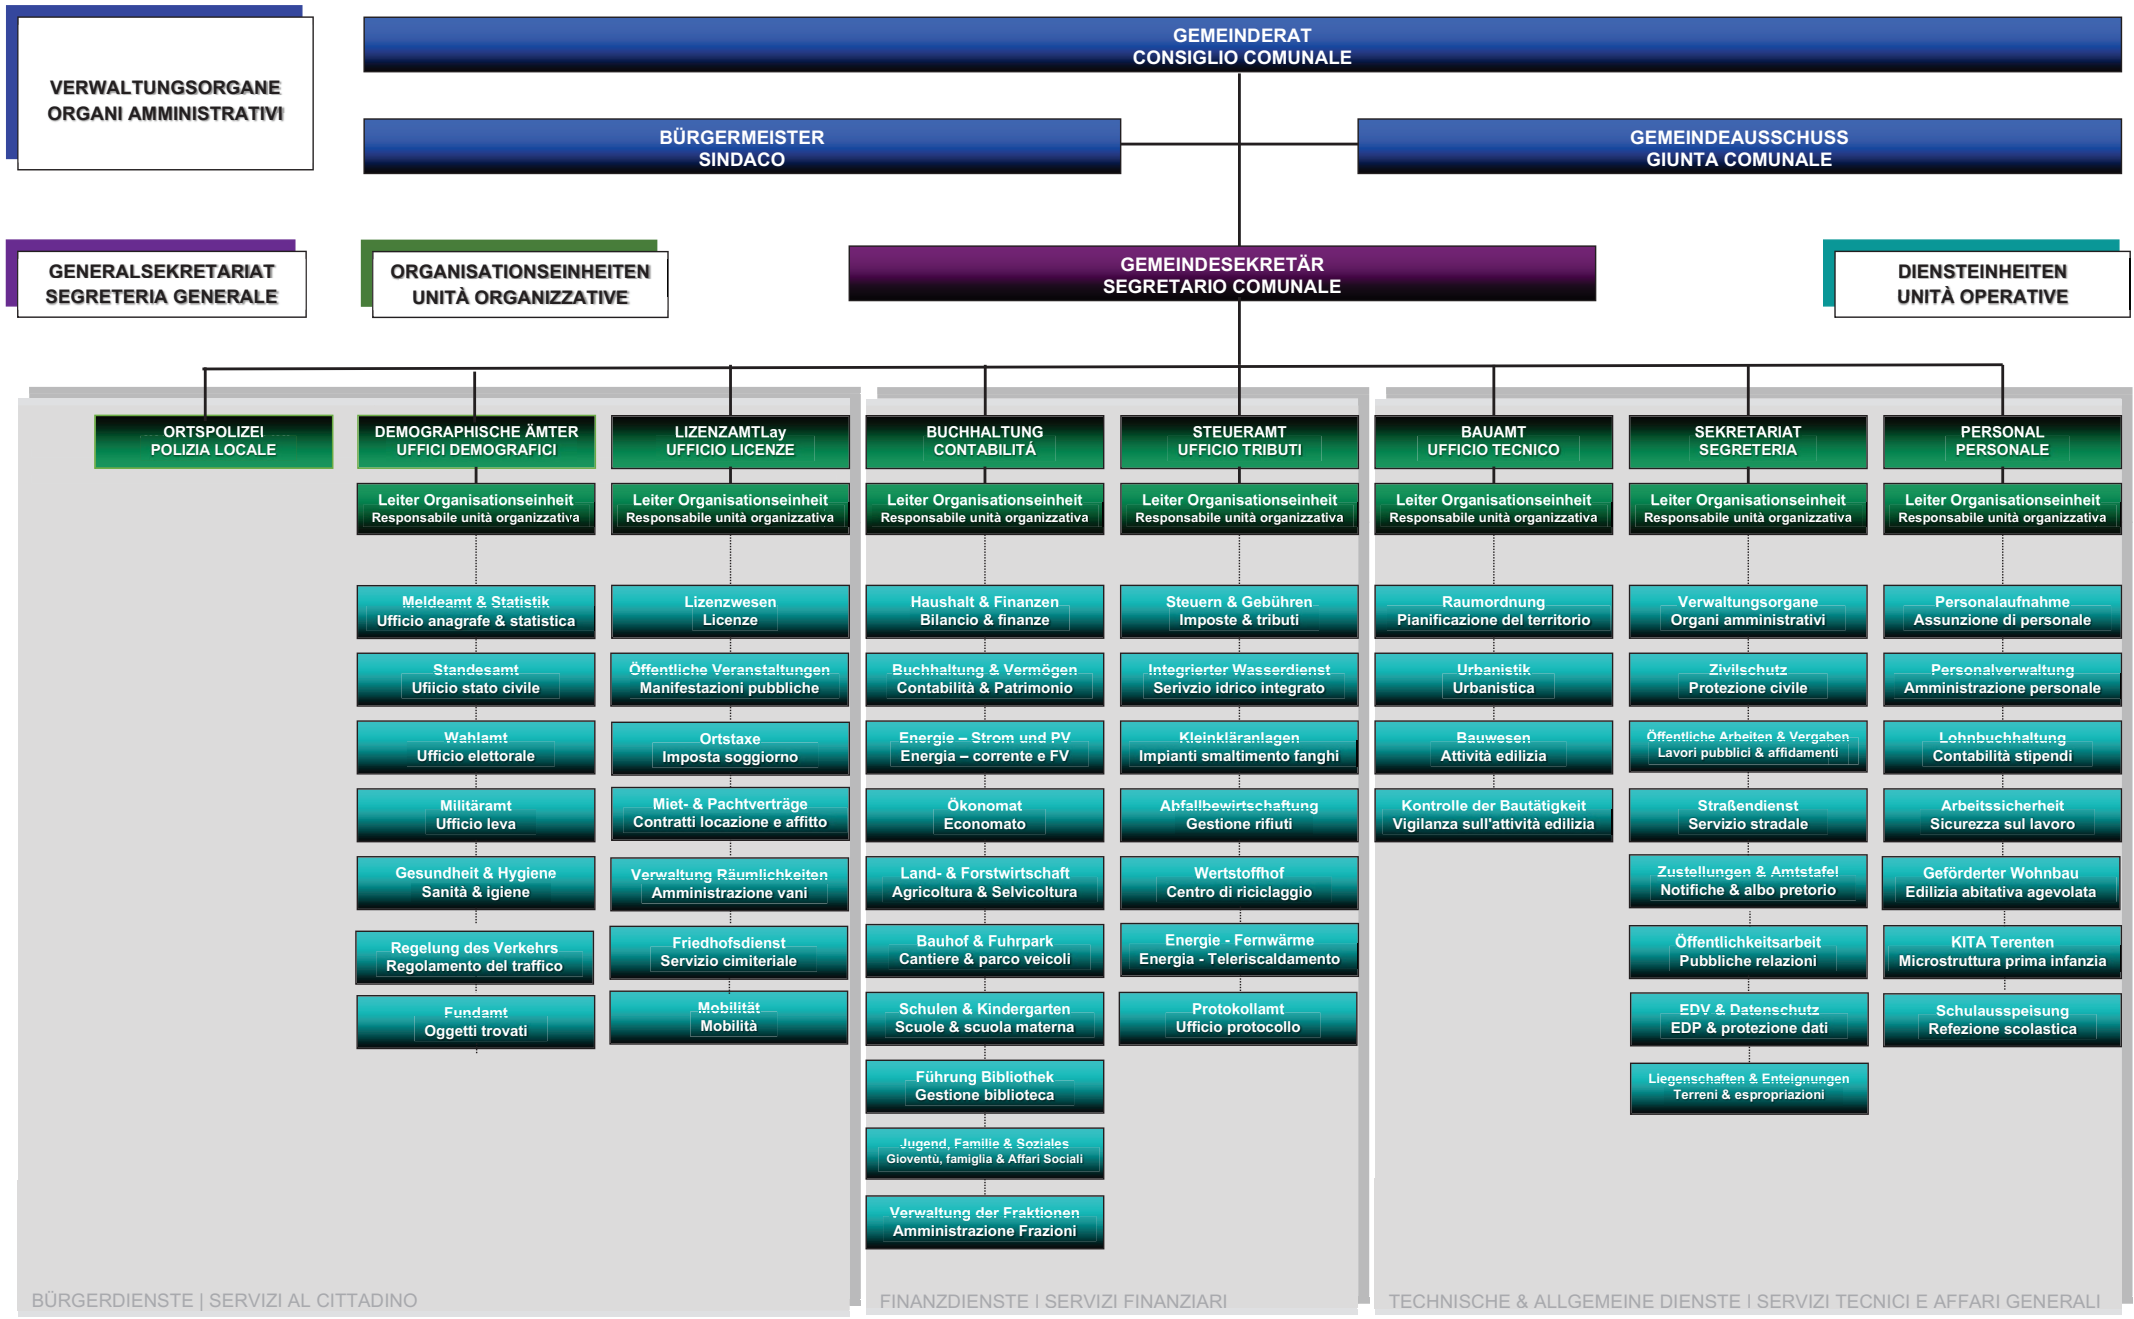 VERWALTUNGSORGANE
ORGANI AMMINISTRATIVI
GEMEINDERAT
CONSIGLIO COMUNALE
BÜRGERMEISTER
SINDACO
GEMEINDEAUSSCHUSS
GIUNTA COMUNALE
GENERALSEKRETARIAT
SEGRETERIA GENERALE
ORGANISATIONSEINHEITEN
UNITÀ ORGANIZZATIVE
GEMEINDESEKRETÄR
SEGRETARIO COMUNALE
DIENSTEINHEITEN
UNITÀ OPERATIVE
ORTSPOLIZEI
POLIZIA LOCALE
DEMOGRAPHISCHE ÄMTER
UFFICI DEMOGRAFICI
Leiter Organisationseinheit
Responsabile unità organizzativa
Meldeamt & Statistik
Ufficio anagrafe & statistica
Standesamt
Ufiicio stato civile
Wahlamt
Ufficio elettorale
Militäramt
Ufficio leva
Gesundheit & Hygiene
Sanità & igiene
Regelung des Verkehrs
Regolamento del traffico
Fundamt
Oggetti trovati
LIZENZAMTLay
UFFICIO LICENZE
Leiter Organisationseinheit
Responsabile unità organizzativa
Lizenzwesen
Licenze
Öffentliche Veranstaltungen
Manifestazioni pubbliche
Ortstaxe
Imposta soggiorno
Miet- & Pachtverträge
Contratti locazione e affitto
Verwaltung Räumlichkeiten
Amministrazione vani
Friedhofsdienst
Servizio cimiteriale
Mobilität
Mobilità
BUCHHALTUNG
CONTABILITÁ
Leiter Organisationseinheit
Responsabile unità organizzativa
Haushalt & Finanzen
Bilancio & finanze
Buchhaltung & Vermögen
Contabilità & Patrimonio
Energie – Strom und PV
Energia – corrente e FV
Ökonomat
Economato
Land- & Forstwirtschaft
Agricoltura & Selvicoltura
Bauhof & Fuhrpark
Cantiere & parco veicoli
Schulen & Kindergarten
Scuole & scuola materna
Führung Bibliothek
Gestione biblioteca
Jugend, Familie & Soziales
Gioventù, famiglia & Affari Sociali
Verwaltung der Fraktionen
Amministrazione Frazioni
STEUERAMT
UFFICIO TRIBUTI
Leiter Organisationseinheit
Responsabile unità organizzativa
Steuern & Gebühren
Imposte & tributi
Integrierter Wasserdienst
Serivzio idrico integrato
Kleinkläranlagen
Impianti smaltimento fanghi
Abfallbewirtschaftung
Gestione rifiuti
Wertstoffhof
Centro di riciclaggio
Energie - Fernwärme
Energia - Teleriscaldamento
Protokollamt
Ufficio protocollo
BAUAMT
UFFICIO TECNICO
Leiter Organisationseinheit
Responsabile unità organizzativa
Raumordnung
Pianificazione del territorio
Urbanistik
Urbanistica
Bauwesen
Attività edilizia
Kontrolle der Bautätigkeit
Vigilanza sull'attività edilizia
SEKRETARIAT
SEGRETERIA
Leiter Organisationseinheit
Responsabile unità organizzativa
Verwaltungsorgane
Organi amministrativi
Zivilschutz
Protezione civile
Öffentliche Arbeiten & Vergaben
Lavori pubblici & affidamenti
Straßendienst
Servizio stradale
Zustellungen & Amtstafel
Notifiche & albo pretorio
Öffentlichkeitsarbeit
Pubbliche relazioni
EDV & Datenschutz
EDP & protezione dati
Liegenschaften & Enteignungen
Terreni & espropriazioni
PERSONAL
PERSONALE
Leiter Organisationseinheit
Responsabile unità organizzativa
Personalaufnahme
Assunzione di personale
Personalverwaltung
Amministrazione personale
Lohnbuchhaltung
Contabilità stipendi
Arbeitssicherheit
Sicurezza sul lavoro
Geförderter Wohnbau
Edilizia abitativa agevolata
KITA Terenten
Microstruttura prima infanzia
Schulausspeisung
Refezione scolastica
BÜRGERDIENSTE | SERVIZI AL CITTADINO
FINANZDIENSTE I SERVIZI FINANZIARI
TECHNISCHE & ALLGEMEINE DIENSTE I SERVIZI TECNICI E AFFARI GENERALI